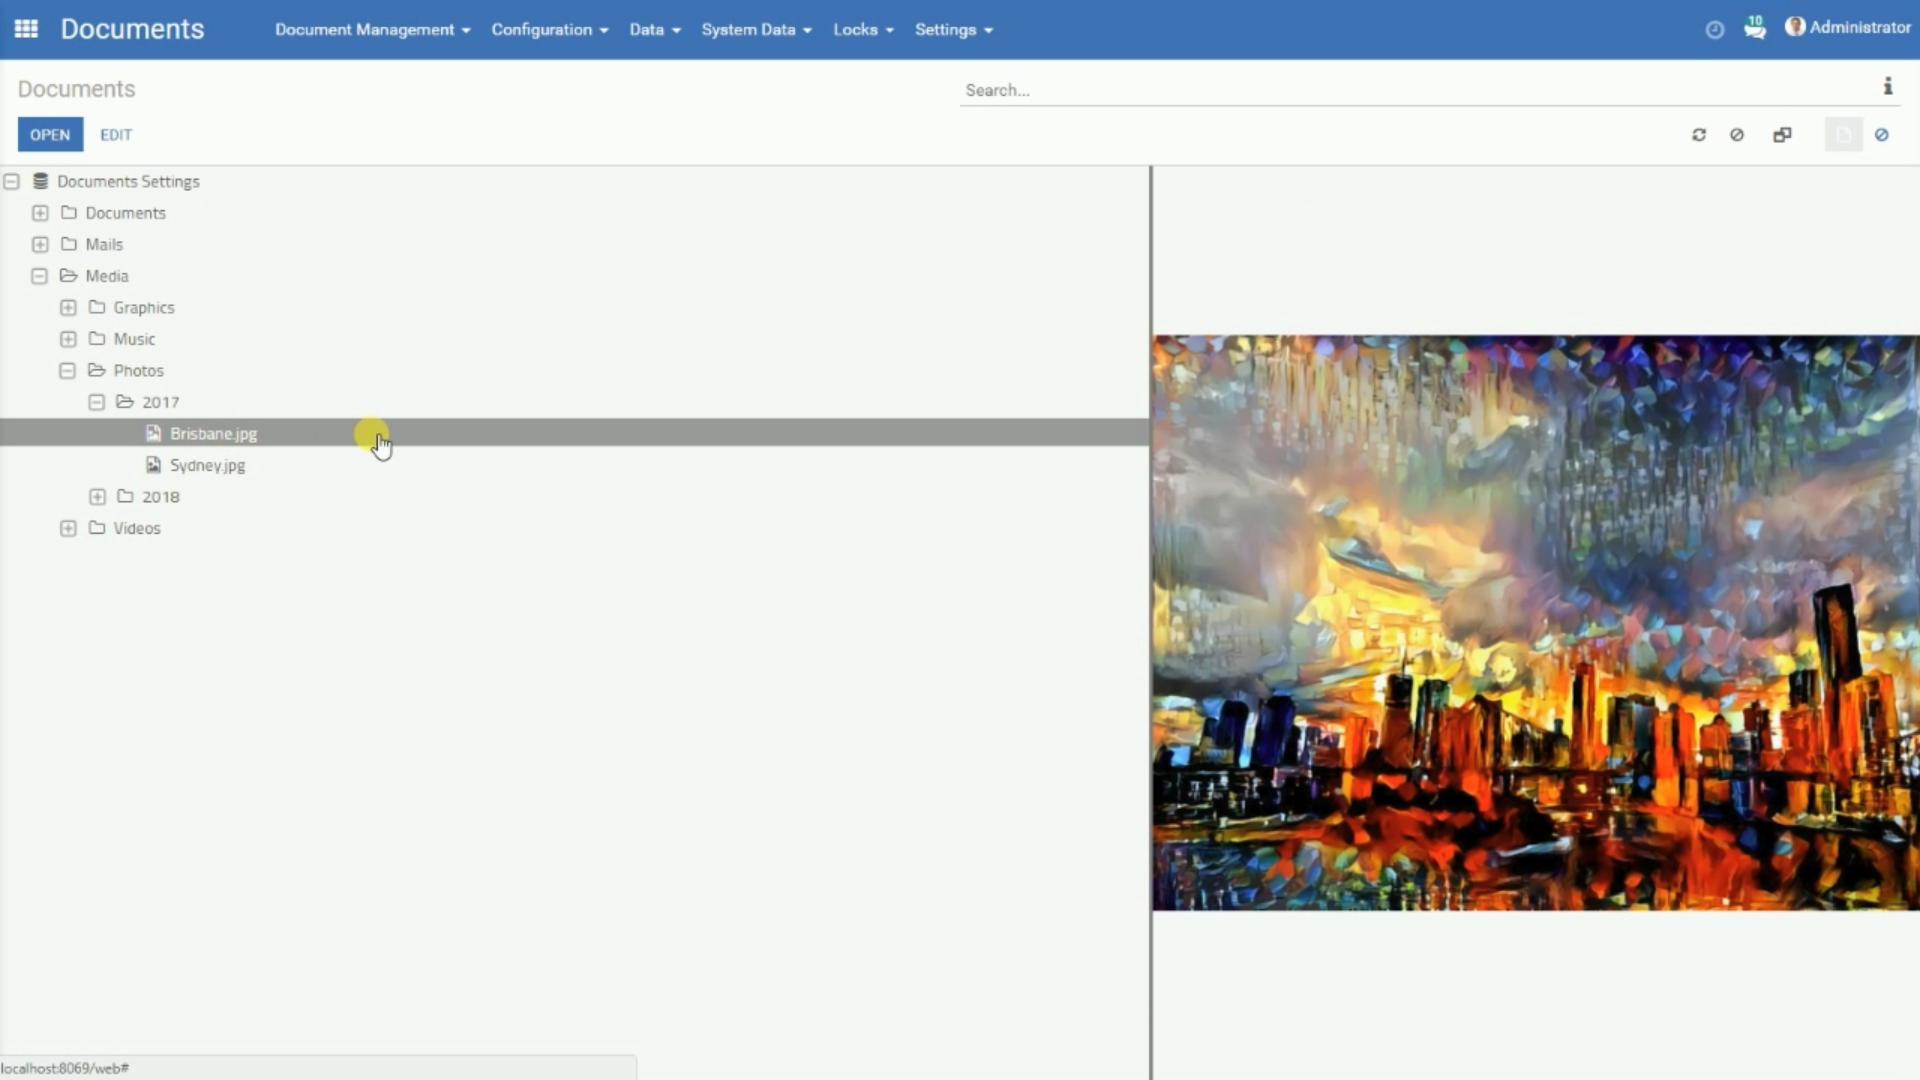 Documents Document Management Configuration Data System Data Locks Settings 10 Administrator
Documents Search...
OPEN EDIT
Documents Settings
Documents
Mails
Media
Graphics
Music
Photos
2017
Brisbane.jpg
Sydney.jpg
2018
Videos
localhost:8069/web#